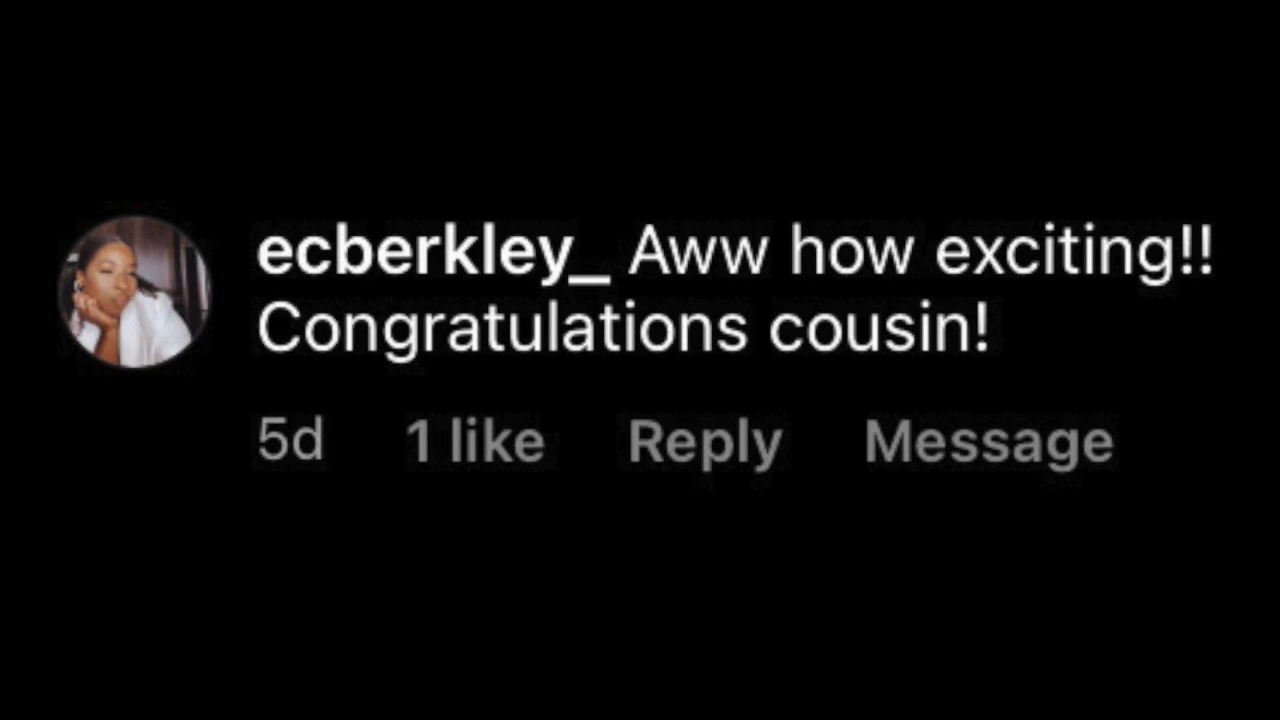 ecberkley_ Aww how exciting!!
Congratulations cousin!
5d 1 like Reply Message